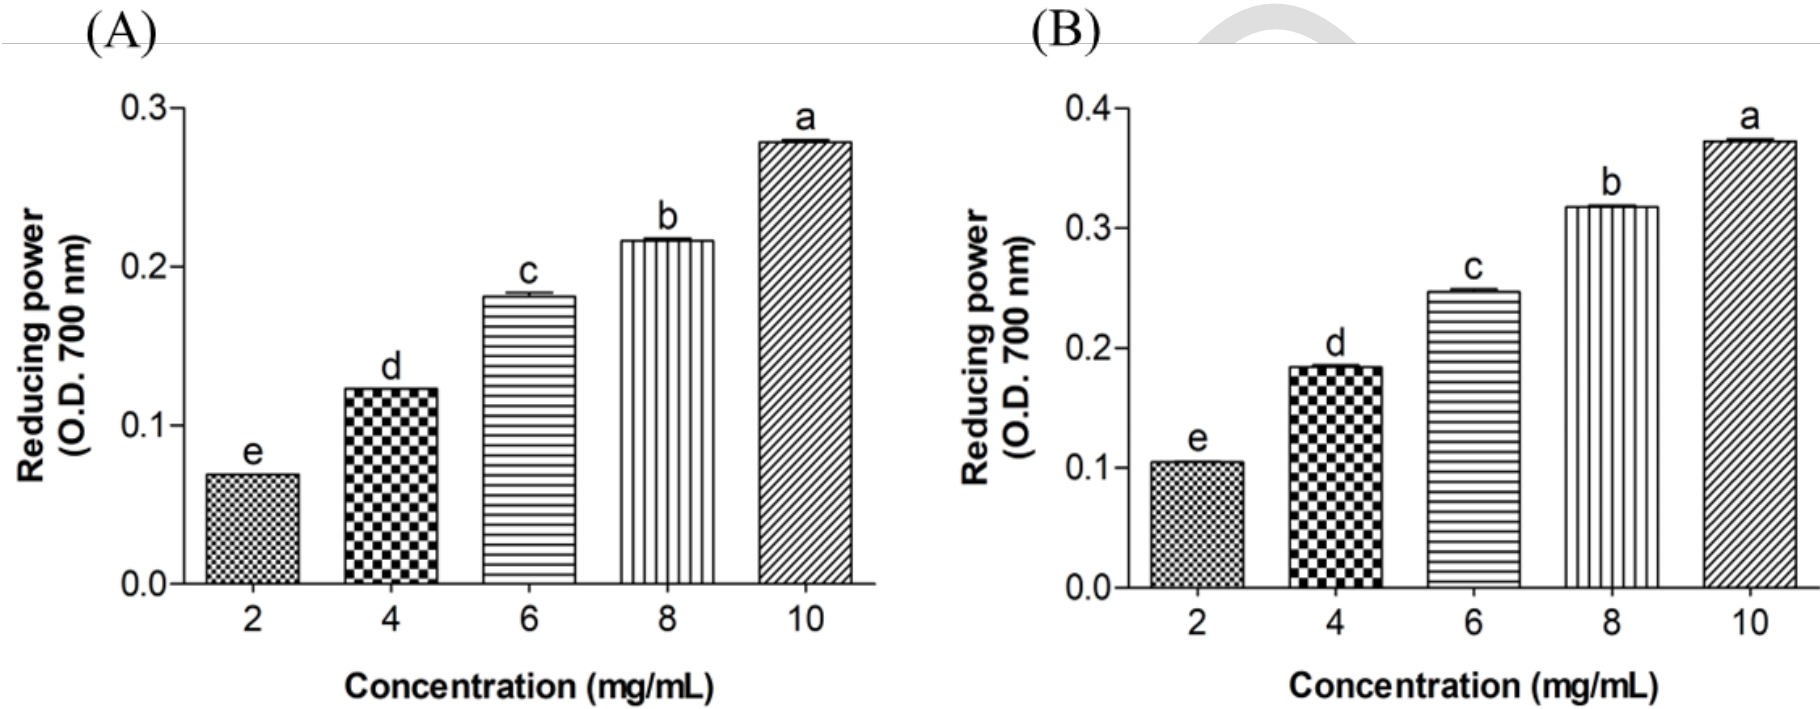 (A)
0.3
0.2
0.1
0.0
Reducing power
(O.D. 700 nm)
e
d
c
b
a
2 4 6 8 10
Concentration (mg/mL)
(B)
0.4
0.3
0.2
0.1
0.0
Reducing power
(O.D. 700 nm)
e
d
c
b
a
2 4 6 8 10
Concentration (mg/mL)